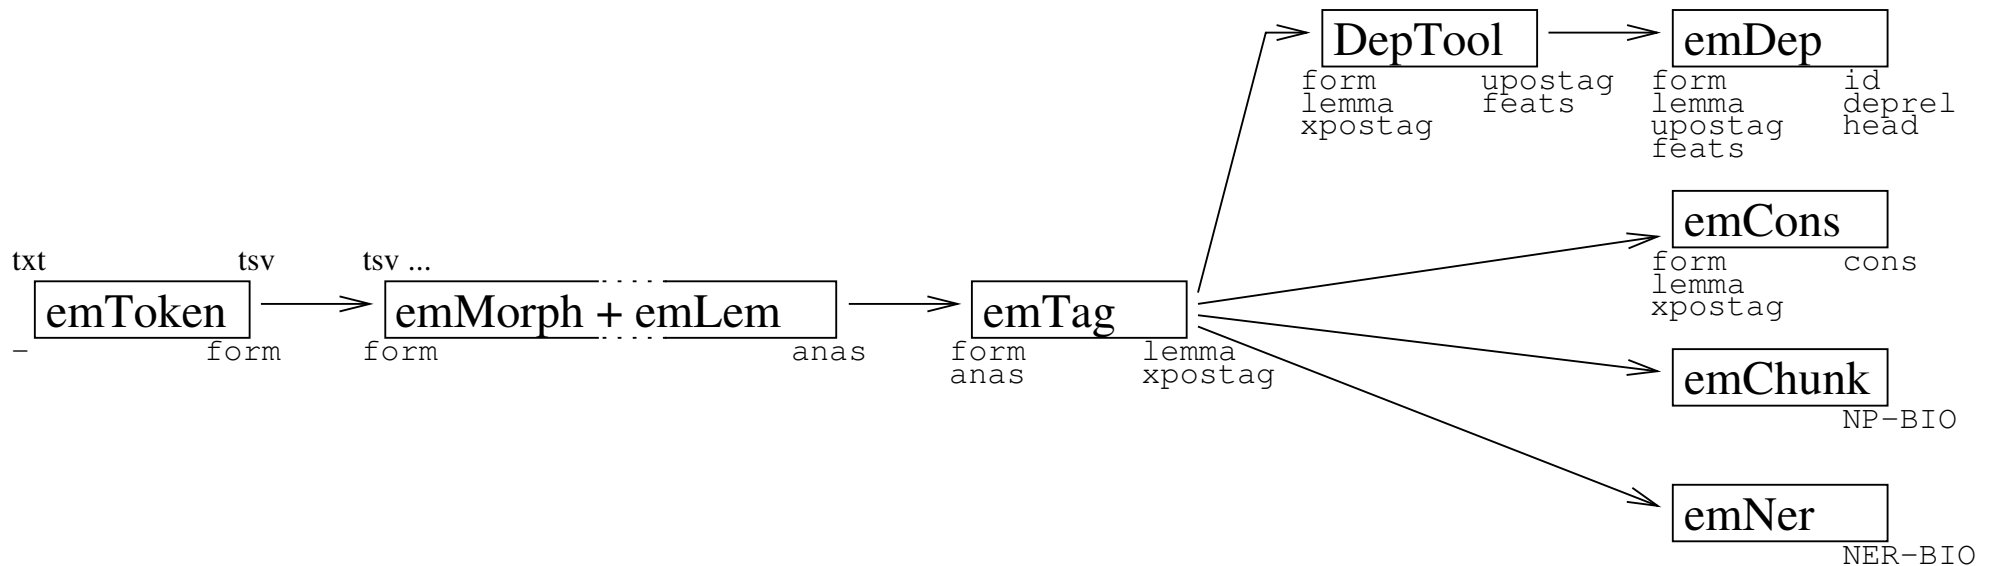 DepTool
emDep
form upostag
lemma feats
xpostag
form id
lemma deprel
upostag head
feats
emCons
form cons
lemma
xpostag
txt tsv tsv ...
emToken
emMorph + emLem
emTag
- form
form anas
form lemma
anas xpostag
emChunk
NP-BIO
emNer
NER-BIO